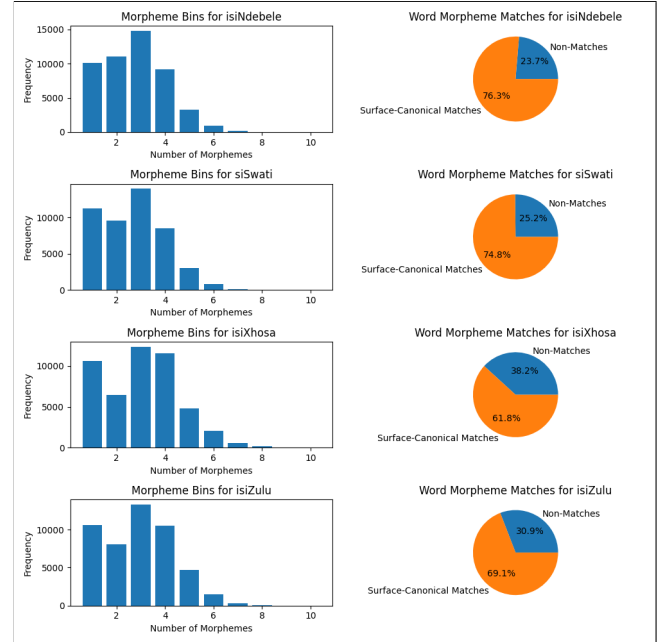 Morpheme Bins for isiNdebele
Frequency
15000
10000
5000
0
2 4 6 8 10
Number of Morphemes
Word Morpheme Matches for isiNdebele
Non-Matches
23.7%
76.3%
Surface-Canonical Matches
Morpheme Bins for siSwati
Frequency
10000
5000
0
2 4 6 8 10
Number of Morphemes
Word Morpheme Matches for siSwati
Non-Matches
25.2%
74.8%
Surface-Canonical Matches
Morpheme Bins for isiXhosa
Frequency
10000
5000
0
2 4 6 8 10
Number of Morphemes
Word Morpheme Matches for isiXhosa
Non-Matches
38.2%
61.8%
Surface-Canonical Matches
Morpheme Bins for isiZulu
Frequency
10000
5000
0
2 4 6 8 10
Number of Morphemes
Word Morpheme Matches for isiZulu
Non-Matches
30.9%
69.1%
Surface-Canonical Matches